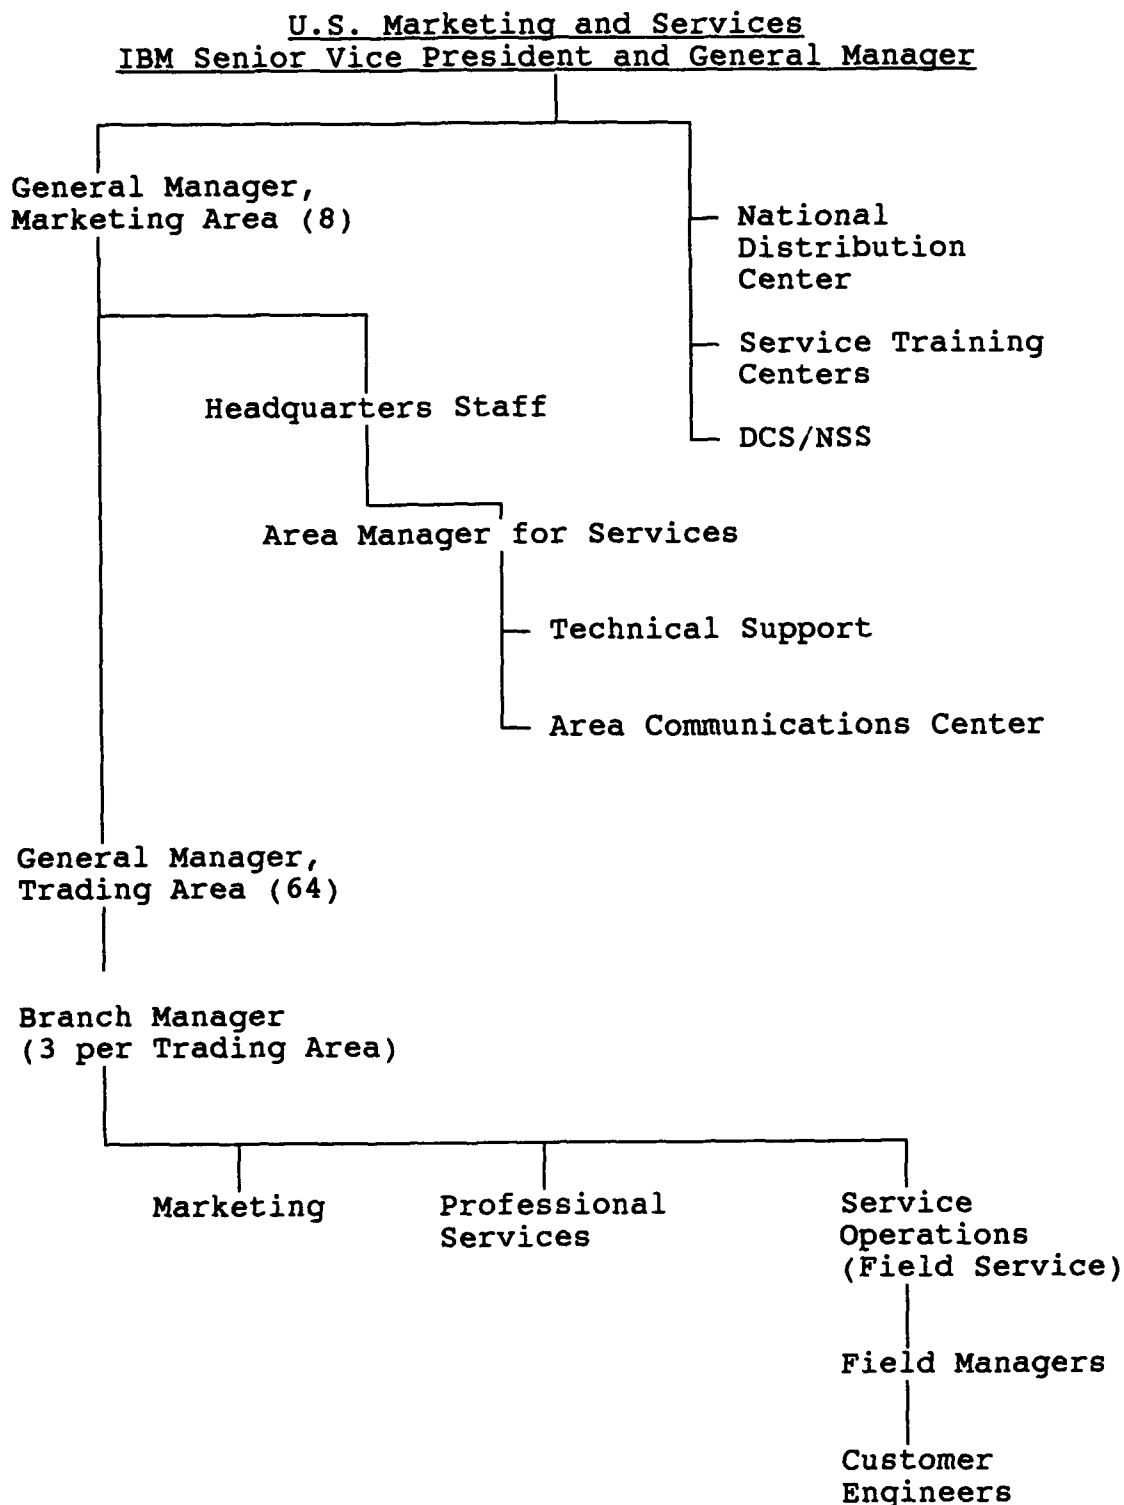 U.S. Marketing and Services
IBM Senior Vice President and General Manager
General Manager,
Marketing Area (8)
National
Distribution
Center
Service Training
Centers
Headquarters Staff
DCS/NSS
Area Manager for Services
Technical Support
Area Communications Center
General Manager,
Trading Area (64)
Branch Manager
(3 per Trading Area)
Marketing
Professional
Services
Service
Operations
(Field Service)
Field Managers
Customer
Engineers